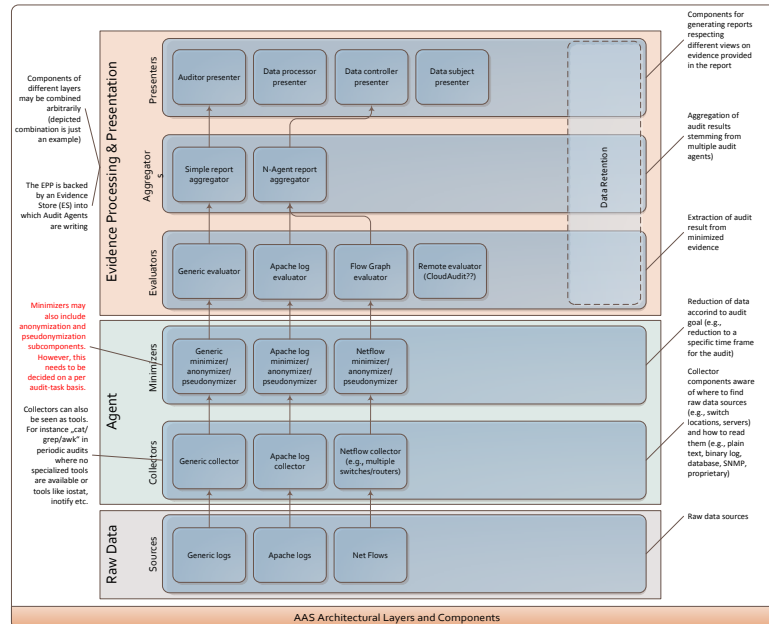 Components for
generating reports
respecting
different views on
evidence provided
in the report
Components of
different layers
may be combined
arbitrarily
(depicted
combination is just
an example)
The EPP is backed
by an Evidence
Store (ES) into
which Audit Agents
are writing
Evidence Processing & Presentation
Presenters
Auditor presenter
Data processor
presenter
Data controller
presenter
Data subject
presenter
Data Retention
Aggregation of
audit results
stemming from
multiple audit
agents)
Aggregator
s
Simple report
aggregator
N-Agent report
aggregator
Extraction of audit
result from
minimized
evidence
Evaluators
Generic evaluator
Apache log
evaluator
Flow Graph
evaluator
Remote evaluator
(CloudAudit??)
Minimizers may
also include
anonymization and
pseudonymization
subcomponents.
However, this
needs to be
decided on a per
audit-task basis.
Agent
Minimizers
Generic
minimizer/
anonymizer/
pseudonymizer
Apache log
minimizer/
anonymizer/
pseudonymizer
Netflow
minimizer/
anonymizer/
pseudonymizer
Reduction of data
accorind to audit
goal (e.g.,
reduction to a
specific time frame
for the audit)
Collectors can also
be seen as tools.
For instance „cat/
grep/awk" in
periodic audits
where no
specialized tools
are available or
tools like iostat,
inotify etc.
Collectors
Generic collector
Apache log
collector
Netflow collector
(e.g., multiple
switches/routers)
Collector
components aware
of where to find
raw data sources
(e.g., switch
locations, servers)
and how to read
them (e.g., plain
text, binary log,
database, SNMP,
proprietary)
Raw Data
Sources
Generic logs
Apache logs
Net Flows
Raw data sources
AAS Architectural Layers and Components